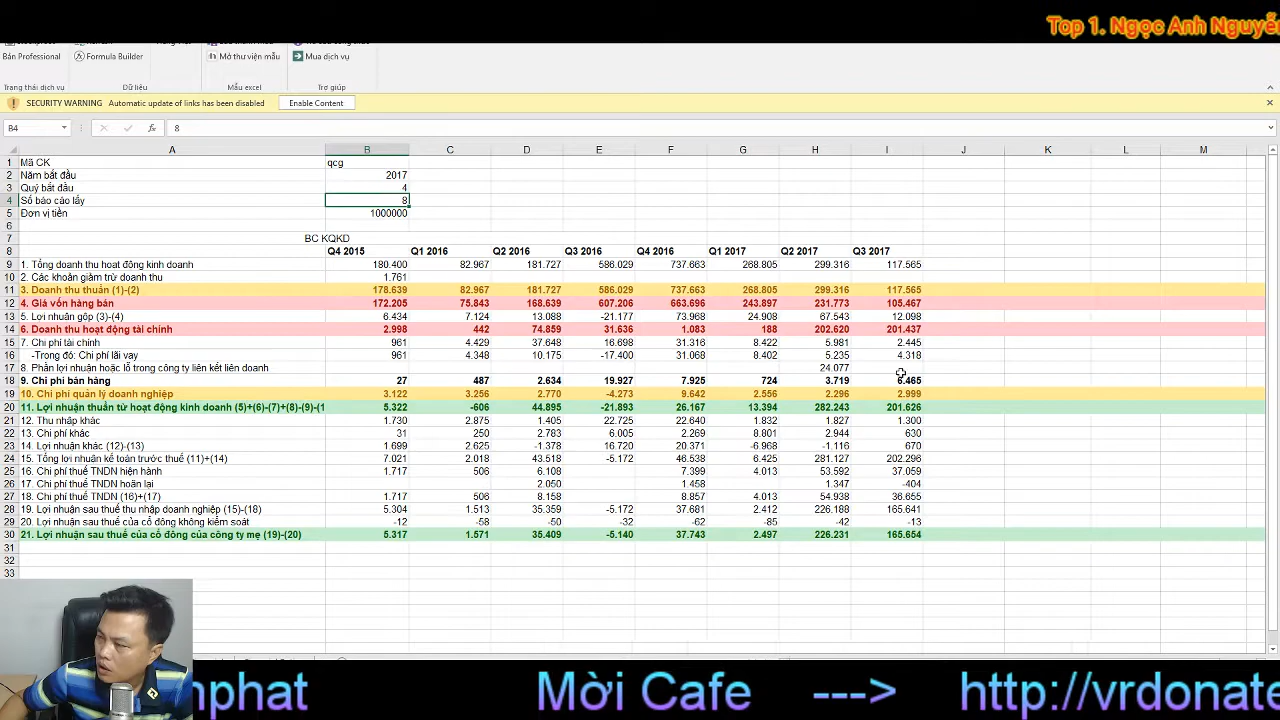 Top 1. Ngọc Anh Nguyễn
Bản Professional
Formula Builder
Mở thư viện mẫu
Mua dịch vụ
Trạng thái dịch vụ
Dữ liệu
Mẫu excel
Trợ giúp
SECURITY WARNING Automatic update of links has been disabled Enable Content
B4 fx 8
A B C D E F G H I J K L M
1 Mã CK qcg
2 Năm bắt đầu 2017
3 Quý bắt đầu 4
4 Số báo cáo lấy 8
5 Đơn vị tiền 1000000
6
7 BC KQKD
8 Q4 2015 Q1 2016 Q2 2016 Q3 2016 Q4 2016 Q1 2017 Q2 2017 Q3 2017
9 1. Tổng doanh thu hoạt động kinh doanh 180.400 82.967 181.727 586.029 737.663 268.805 299.316 117.565
10 2. Các khoản giảm trừ doanh thu 1.761
11 3. Doanh thu thuần (1)-(2) 178.639 82.967 181.727 586.029 737.663 268.805 299.316 117.565
12 4. Giá vốn hàng bán 172.205 75.843 168.639 607.206 663.696 243.897 231.773 105.467
13 5. Lợi nhuận gộp (3)-(4) 6.434 7.124 13.088 -21.177 73.968 24.908 67.543 12.098
14 6. Doanh thu hoạt động tài chính 2.998 442 74.859 31.636 1.083 188 202.620 201.437
15 7. Chi phí tài chính 961 4.429 37.648 16.698 31.316 8.422 5.981 2.445
16 -Trong đó: Chi phí lãi vay 961 4.348 10.175 -17.400 31.068 8.402 5.235 4.318
17 8. Phần lợi nhuận hoặc lỗ trong công ty liên kết liên doanh 24.077
18 9. Chi phí bán hàng 27 487 2.634 19.927 7.925 724 3.719 6.465
19 10. Chi phí quản lý doanh nghiệp 3.122 3.256 2.770 -4.273 9.642 2.556 2.296 2.999
20 11. Lợi nhuận thuần từ hoạt động kinh doanh (5)+(6)-(7)+(8)-(9)-(1 5.322 -606 44.895 -21.893 26.167 13.394 282.243 201.626
21 12. Thu nhập khác 1.730 2.875 1.405 22.725 22.640 1.832 1.827 1.300
22 13. Chi phí khác 31 250 2.783 6.005 2.269 8.801 2.944 630
23 14. Lợi nhuận khác (12)-(13) 1.699 2.625 -1.378 16.720 20.371 -6.968 -1.116 670
24 15. Tổng lợi nhuận kế toán trước thuế (11)+(14) 7.021 2.018 43.518 -5.172 46.538 6.425 281.127 202.296
25 16. Chi phí thuế TNDN hiện hành 1.717 506 6.108 7.399 4.013 53.592 37.059
26 17. Chi phí thuế TNDN hoãn lại 2.050 1.458 1.347 -404
27 18. Chi phí thuế TNDN (16)+(17) 1.717 506 8.158 8.857 4.013 54.938 36.655
28 19. Lợi nhuận sau thuế thu nhập doanh nghiệp (15)-(18) 5.304 1.513 35.359 -5.172 37.681 2.412 226.188 165.641
29 20. Lợi nhuận sau thuế của cổ đông không kiểm soát -12 -58 -50 -32 -62 -85 -42 -13
30 21. Lợi nhuận sau thuế của cổ đông của công ty mẹ (19)-(20) 5.317 1.571 35.409 -5.140 37.743 2.497 226.231 165.654
31
32
33
nphat Mời Cafe ---> http://vrdonate